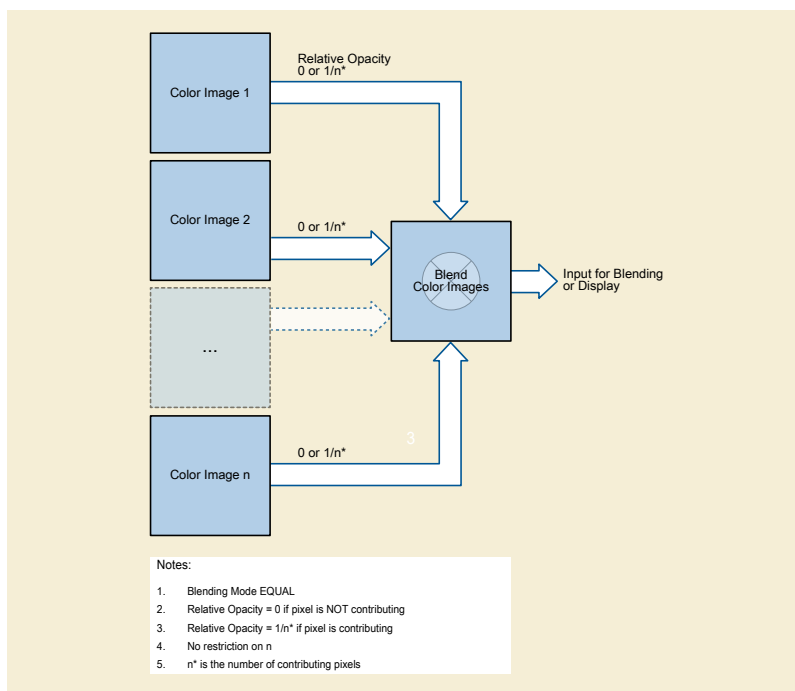 Color Image 1
Relative Opacity
0 or 1/n*
Color Image 2
0 or 1/n*
Blend
Color Images
Input for Blending
or Display
...
3
0 or 1/n*
Color Image n
Notes:
1. Blending Mode EQUAL
2. Relative Opacity = 0 if pixel is NOT contributing
3. Relative Opacity = 1/n* if pixel is contributing
4. No restriction on n
5. n* is the number of contributing pixels